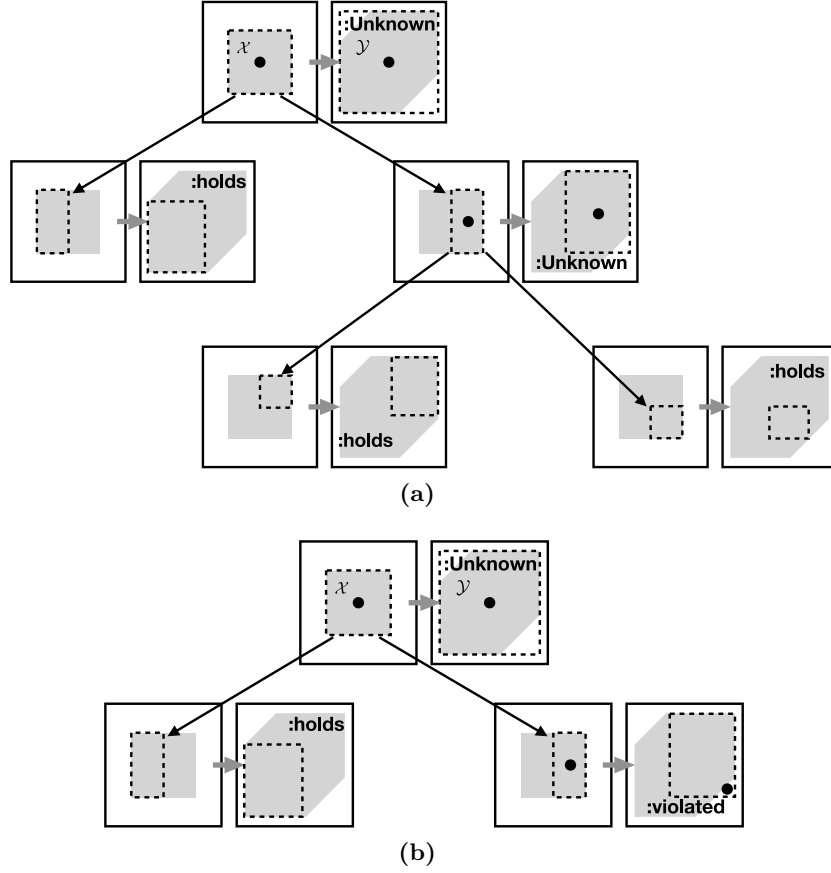 :Unknown
𝒳 𝒴
:holds
:Unknown
:holds
:holds
(a)
:Unknown
𝒳 𝒴
:holds
:violated
(b)